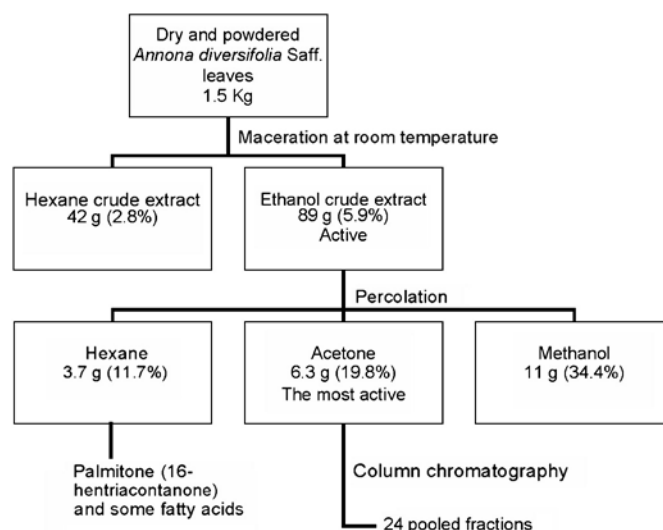 Dry and powdered
Annona diversifolia Saff.
leaves
1.5 Kg
Maceration at room temperature
Hexane crude extract
42 g (2.8%)
Ethanol crude extract
89 g (5.9%)
Active
Percolation
Hexane
3.7 g (11.7%)
Acetone
6.3 g (19.8%)
The most active
Methanol
11 g (34.4%)
Palmitone (16-
hentriacontanone)
and some fatty acids
Column chromatography
24 pooled fractions